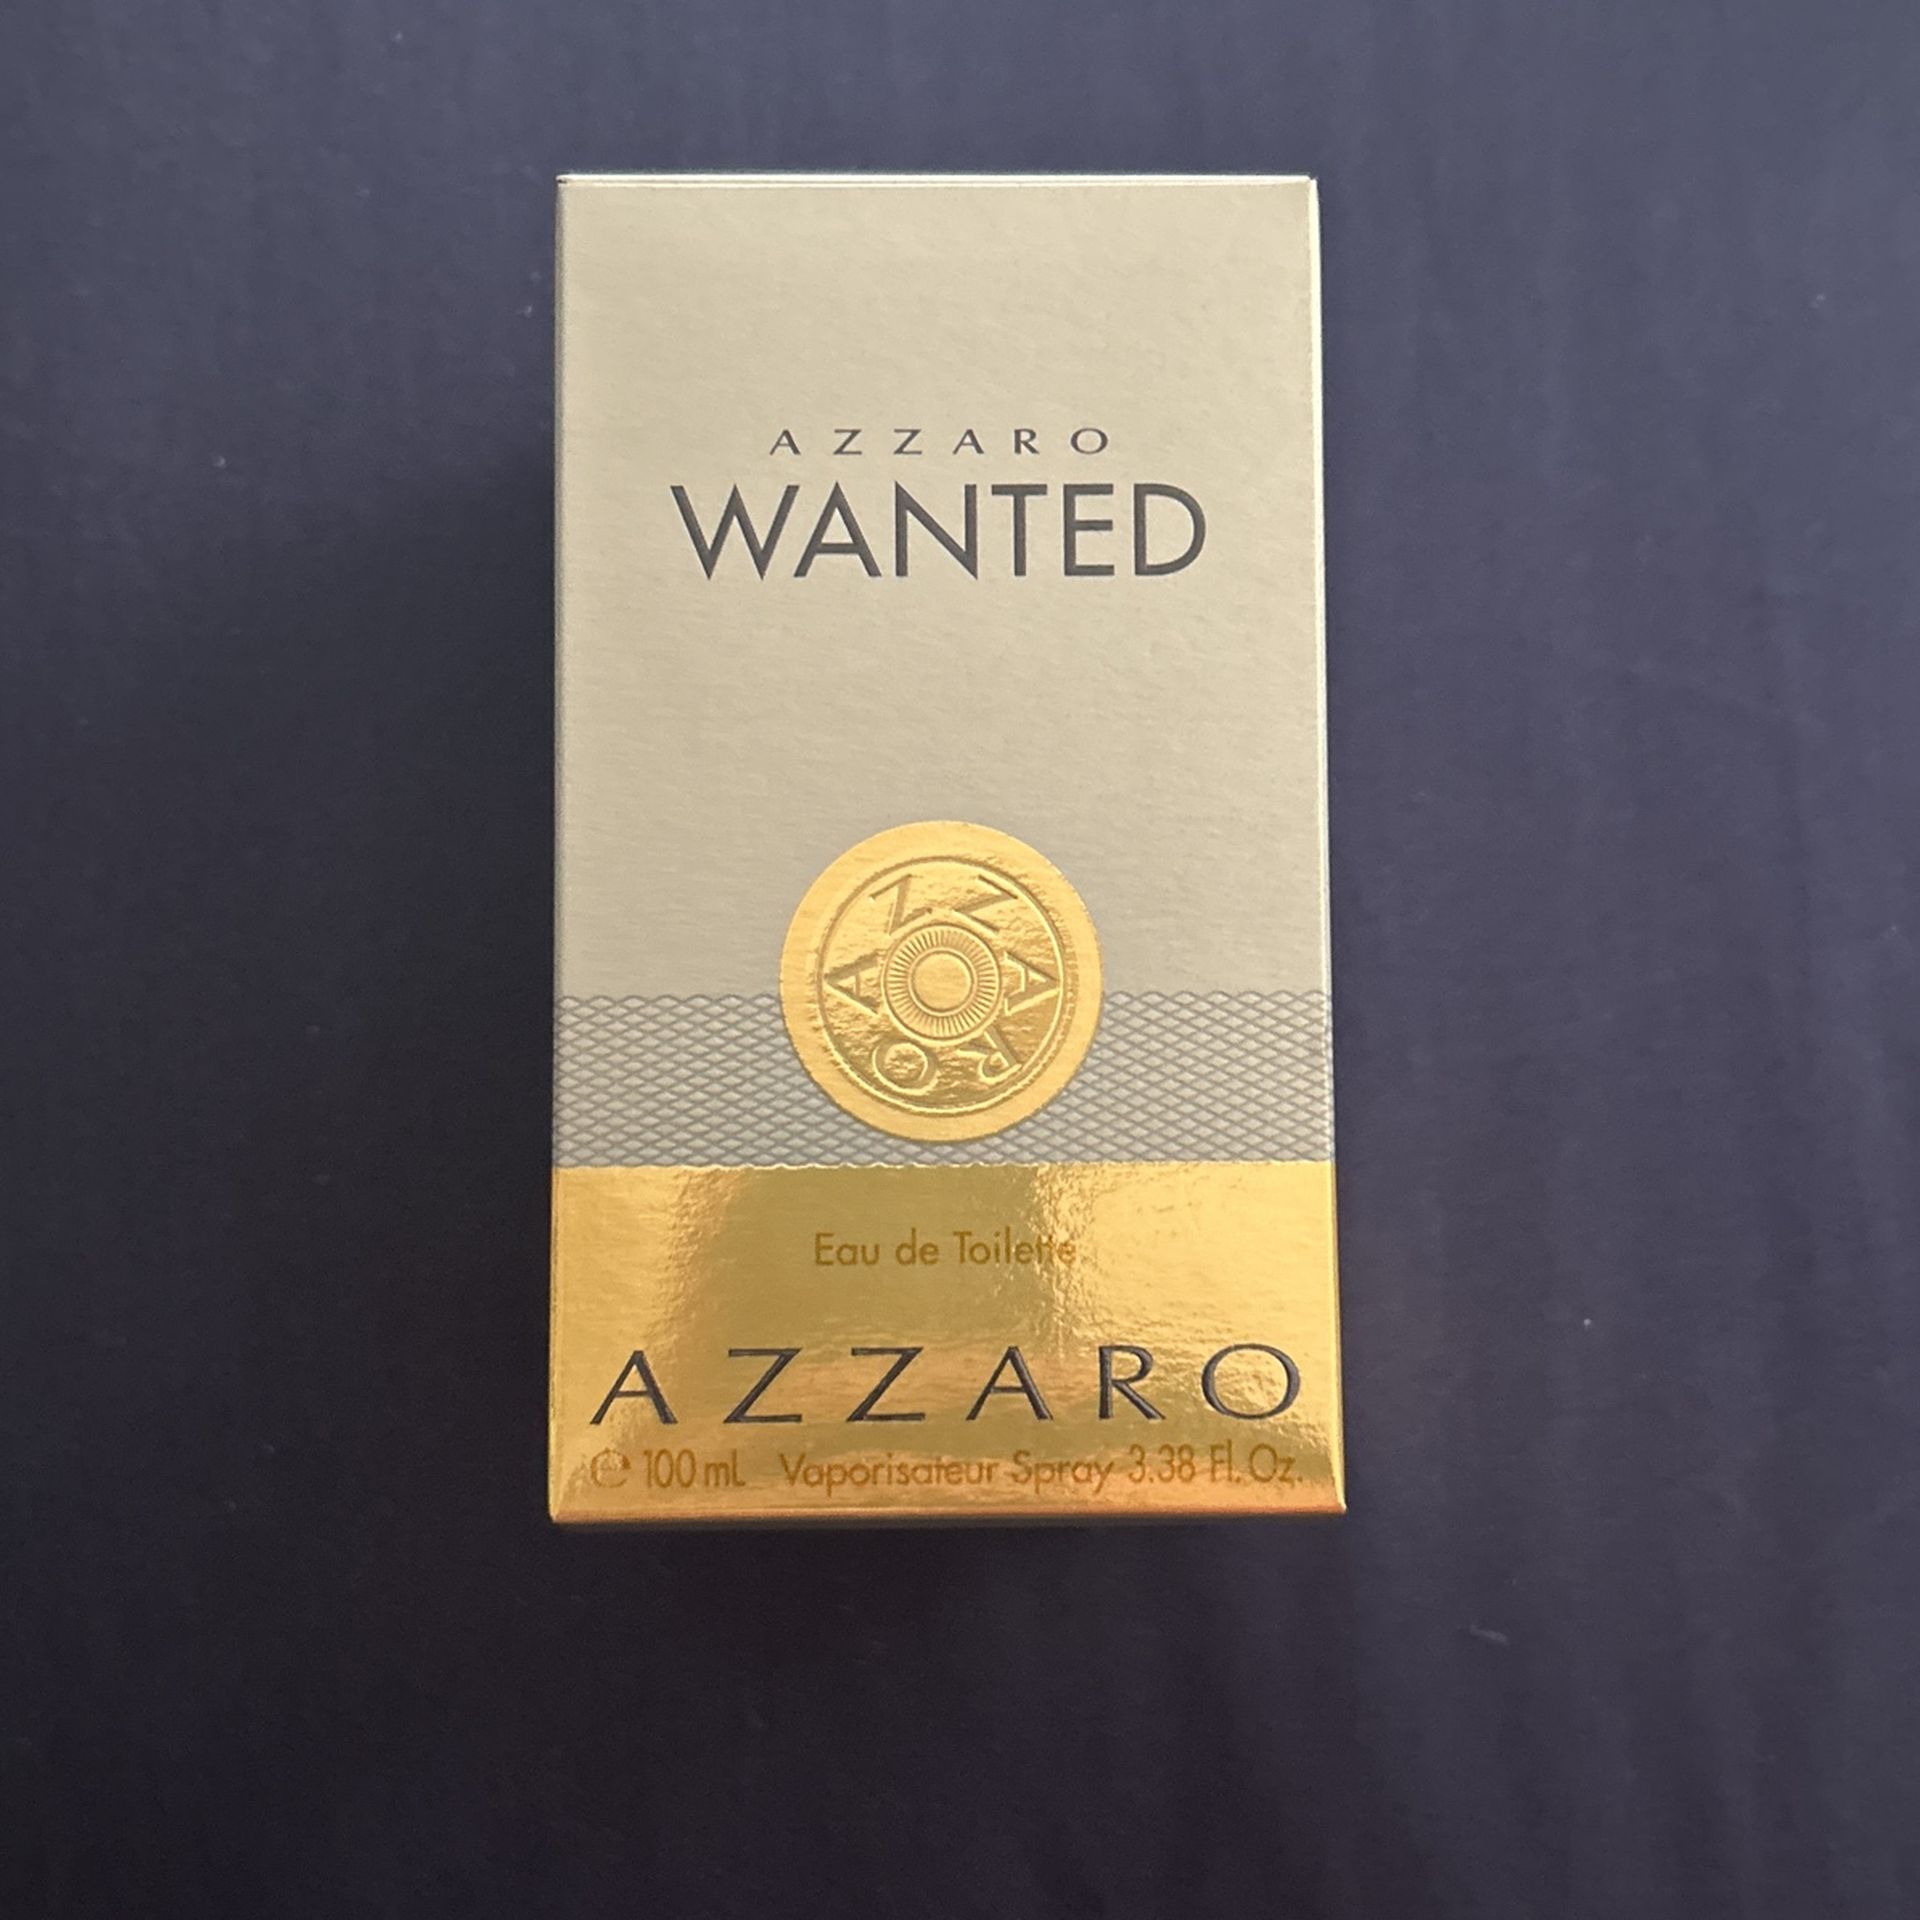 AZZARO
WANTED
AZZARO
Eau de Toilette
AZZARO
℮ 100 mL Vaporisateur Spray 3.38 Fl. Oz.